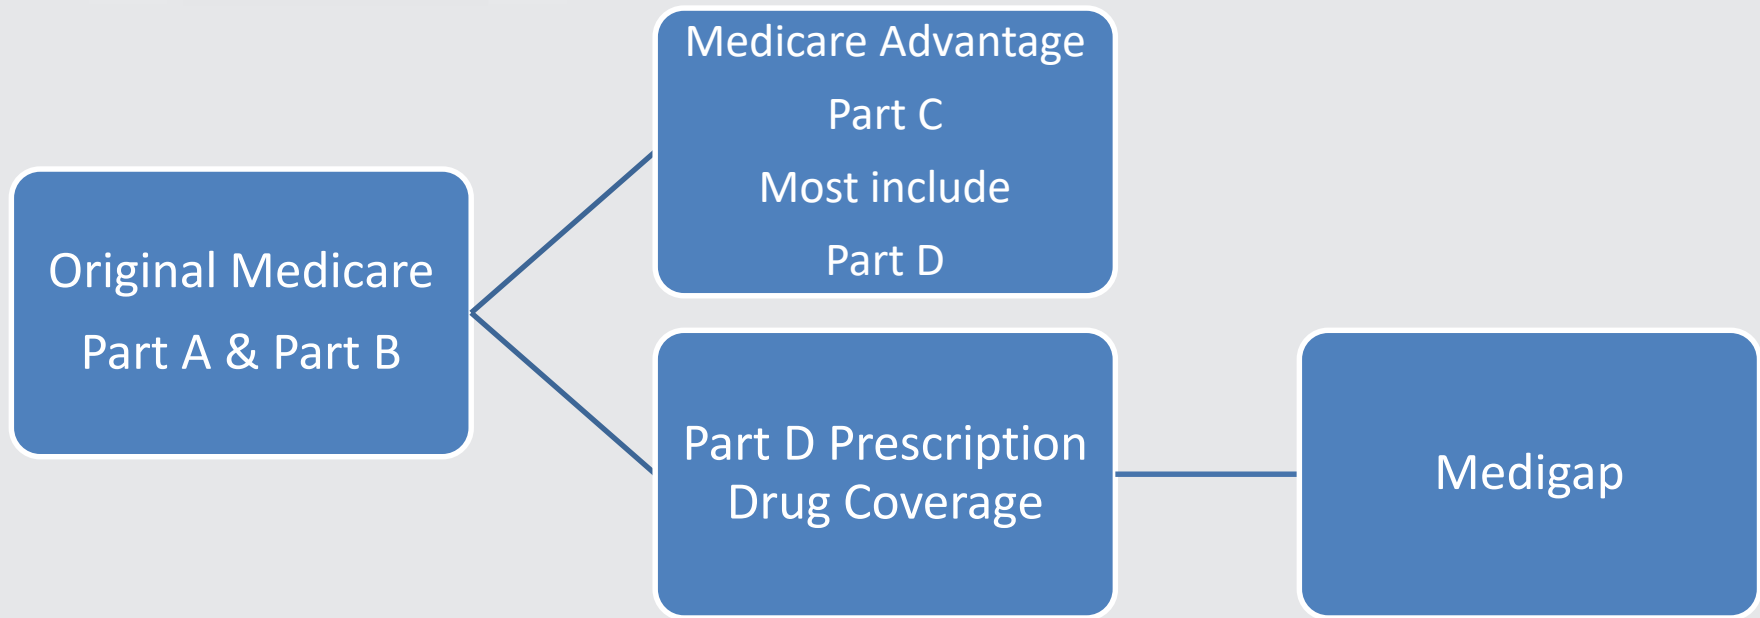 Original Medicare
Part A & Part B
Medicare Advantage
Part C
Most include
Part D
Part D Prescription
Drug Coverage
Medigap